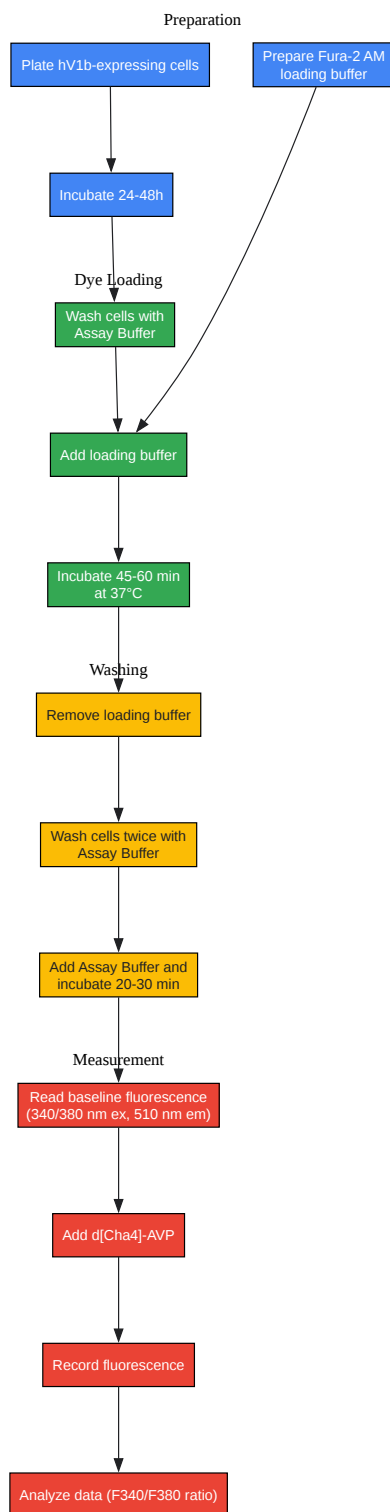 Preparation
Plate hV1b-expressing cells
Prepare Fura-2 AM
loading buffer
Incubate 24-48h
Dye Loading
Wash cells with
Assay Buffer
Add loading buffer
Incubate 45-60 min
at 37°C
Washing
Remove loading buffer
Wash cells twice with
Assay Buffer
Add Assay Buffer and
incubate 20-30 min
Measurement
Read baseline fluorescence
(340/380 nm ex, 510 nm em)
Add d[Cha4]-AVP
Record fluorescence
Analyze data (F340/F380 ratio)